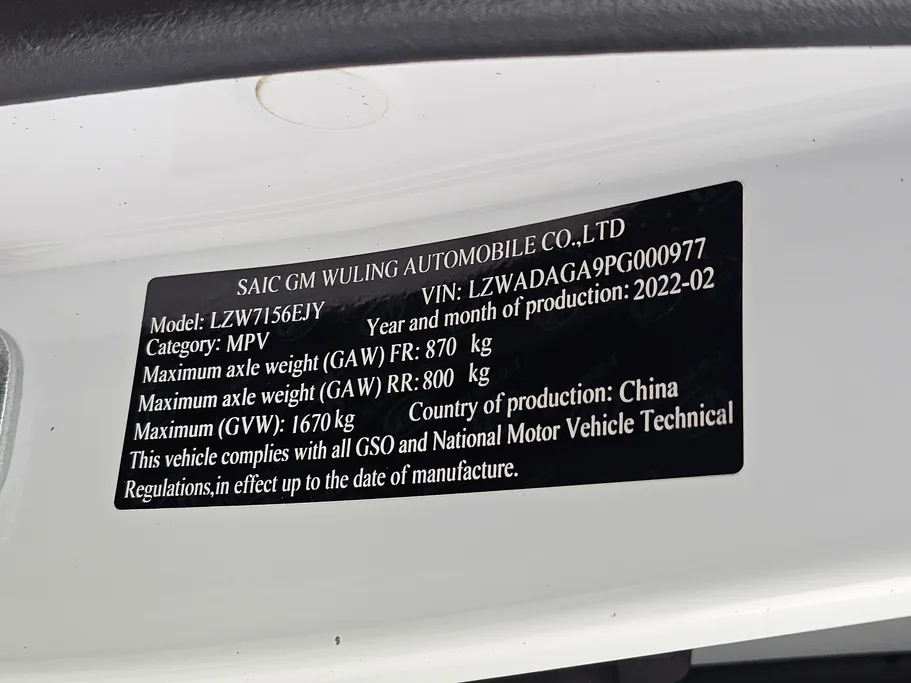 SAIC GM WULING AUTOMOBILE CO.,LTD
Model: LZW7156EJY VIN: LZWADAGA9PG000977
Category: MPV Year and month of production: 2022-02
Maximum axle weight (GAW) FR: 870 kg
Maximum axle weight (GAW) RR: 800 kg
Maximum (GVW): 1670 kg Country of production: China
This vehicle complies with all GSO and National Motor Vehicle Technical
Regulations,in effect up to the date of manufacture.